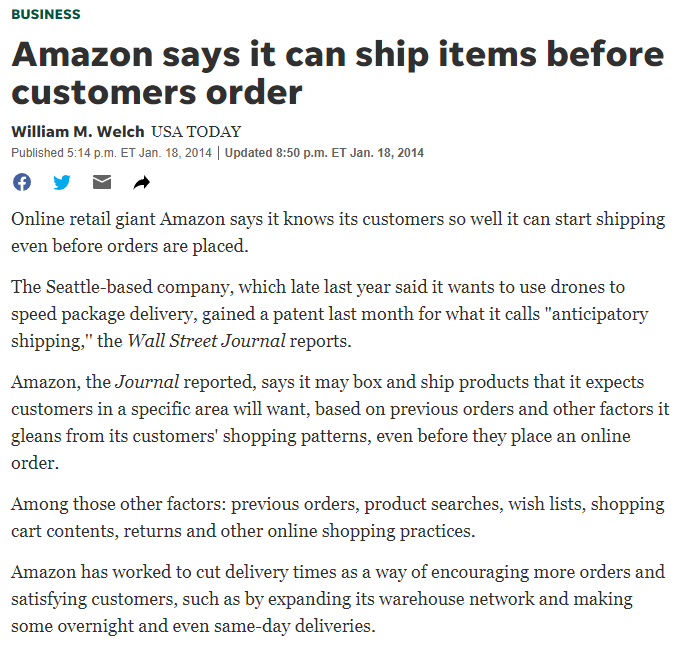 BUSINESS
Amazon says it can ship items before
customers order
William M. Welch USA TODAY
Published 5:14 p.m. ET Jan. 18, 2014 | Updated 8:50 p.m. ET Jan. 18, 2014
Online retail giant Amazon says it knows its customers so well it can start shipping
even before orders are placed.
The Seattle-based company, which late last year said it wants to use drones to
speed package delivery, gained a patent last month for what it calls "anticipatory
shipping," the Wall Street Journal reports.
Amazon, the Journal reported, says it may box and ship products that it expects
customers in a specific area will want, based on previous orders and other factors it
gleans from its customers' shopping patterns, even before they place an online
order.
Among those other factors: previous orders, product searches, wish lists, shopping
cart contents, returns and other online shopping practices.
Amazon has worked to cut delivery times as a way of encouraging more orders and
satisfying customers, such as by expanding its warehouse network and making
some overnight and even same-day deliveries.